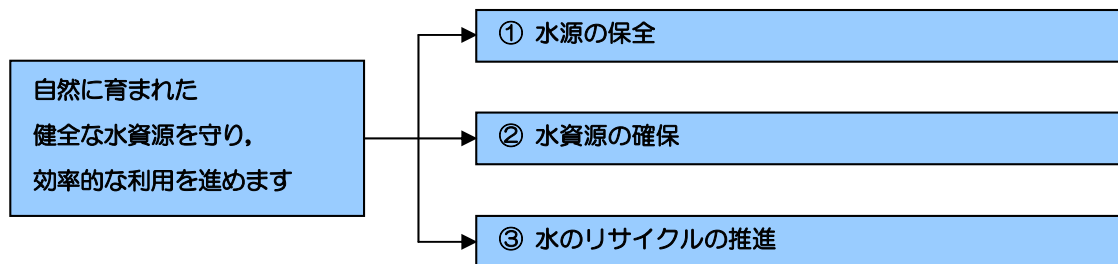 自然に育まれた
健全な水資源を守り，
効率的な利用を進めます
① 水源の保全
② 水資源の確保
③ 水のリサイクルの推進